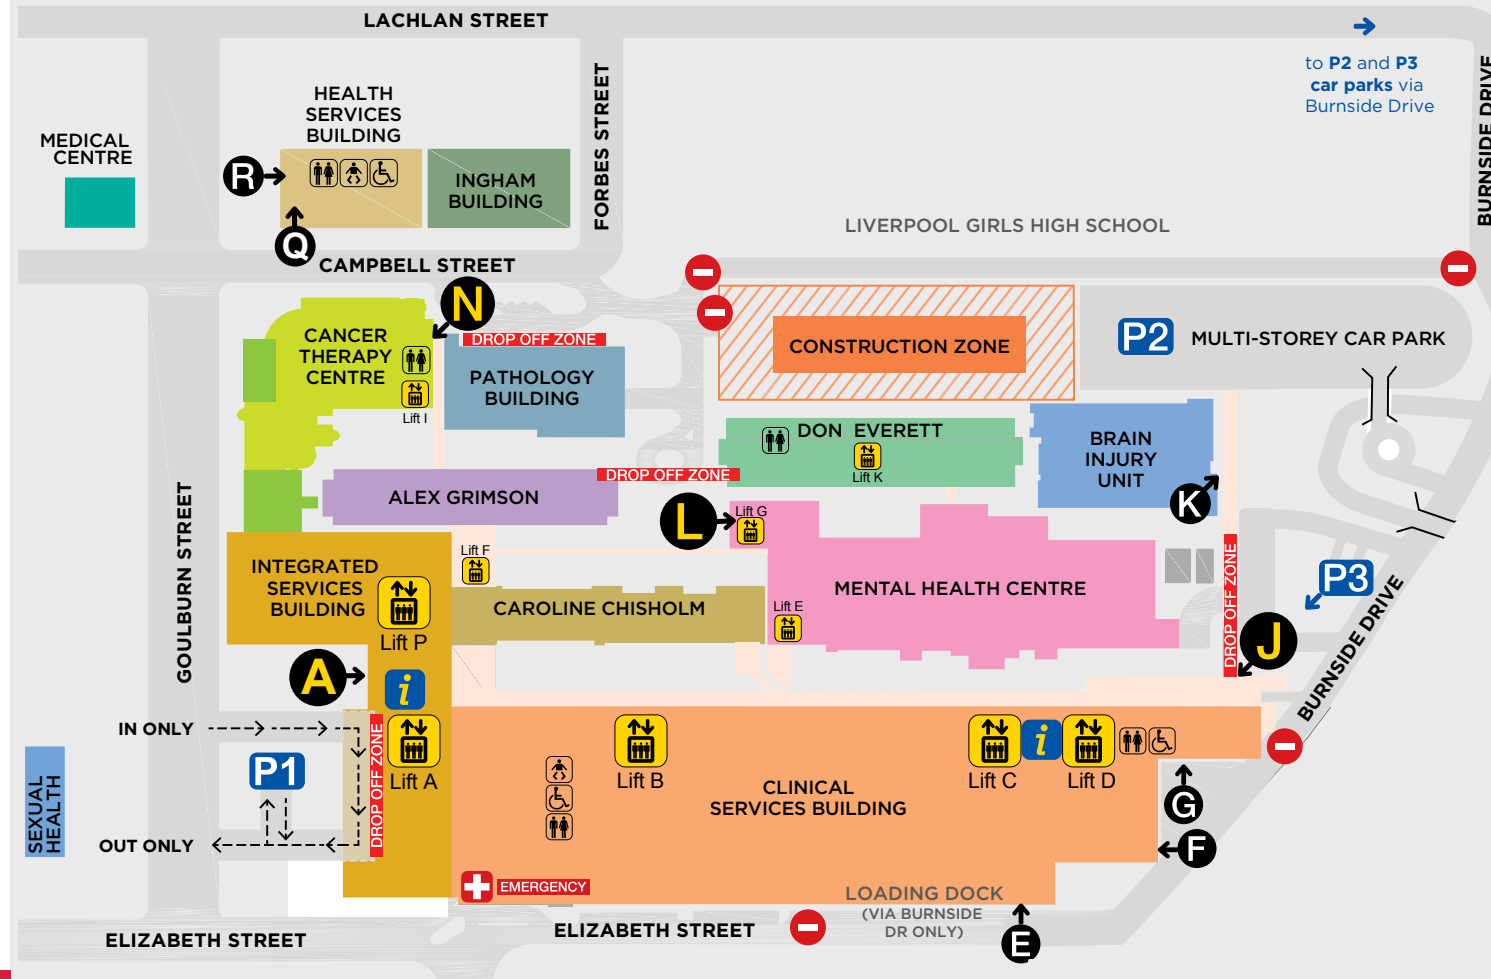 LACHLAN STREET
to P2 and P3
car parks via
Burnside Drive
BURNSIDE DRIVE
HEALTH
SERVICES
BUILDING
FORBES STREET
MEDICAL
CENTRE
R
INGHAM
BUILDING
Q
LIVERPOOL GIRLS HIGH SCHOOL
CAMPBELL STREET
N
CANCER
THERAPY
CENTRE
Lift I
DROP OFF ZONE
PATHOLOGY
BUILDING
CONSTRUCTION ZONE
P2
MULTI-STOREY CAR PARK
DON EVERETT
Lift K
BRAIN
INJURY
UNIT
K
DROP OFF ZONE
ALEX GRIMSON
L
Lift G
GOULBURN STREET
Lift F
INTEGRATED
SERVICES
BUILDING
Lift P
CAROLINE CHISHOLM
Lift E
MENTAL HEALTH CENTRE
DROP OFF ZONE
P3
BURNSIDE DRIVE
J
A
i
IN ONLY
P1
DROP OFF ZONE
Lift A
Lift B
Lift C
i
Lift D
CLINICAL
SERVICES BUILDING
G
SEXUAL
HEALTH
OUT ONLY
F
EMERGENCY
LOADING DOCK
(VIA BURNSIDE
DR ONLY)
E
ELIZABETH STREET
ELIZABETH STREET